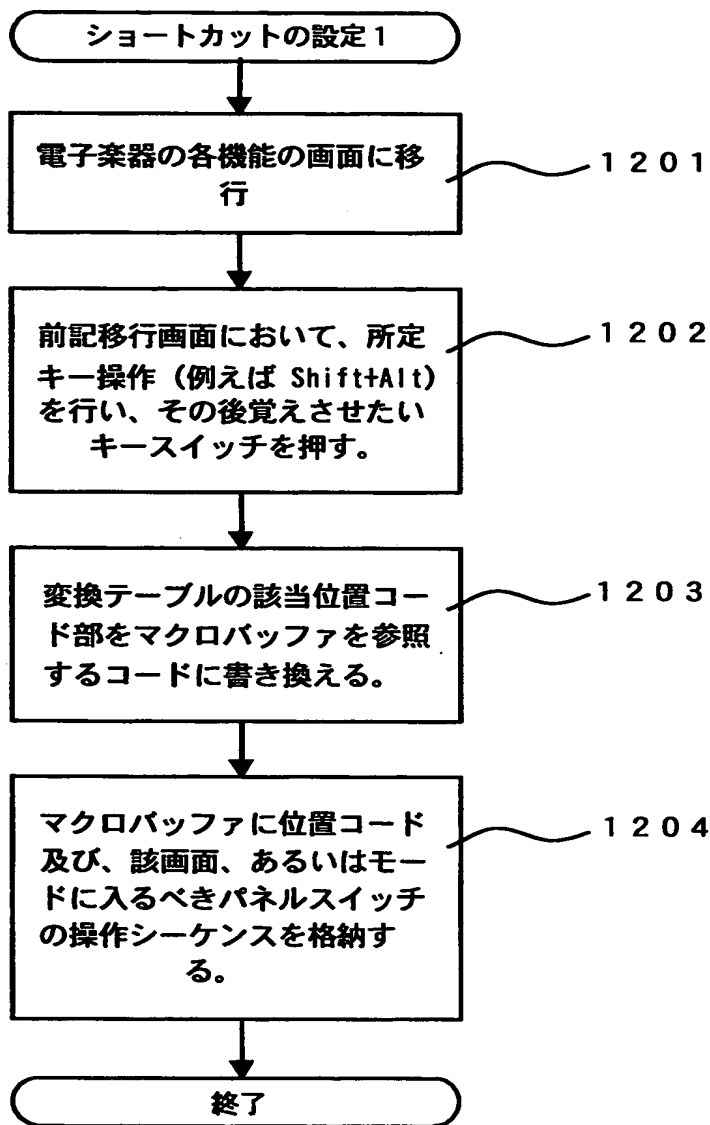 ショートカットの設定1
電子楽器の各機能の画面に移
行
1201
前記移行画面において、所定
キー操作(例えば Shift+Alt)
を行い、その後覚えさせたい
キースイッチを押す。
1202
変換テーブルの該当位置コー
ド部をマクロバッファを参照
するコードに書き換える。
1203
マクロバッファに位置コード
及び、該画面、あるいはモー
ドに入るべきパネルスイッチ
の操作シーケンスを格納す
る。
1204
終了